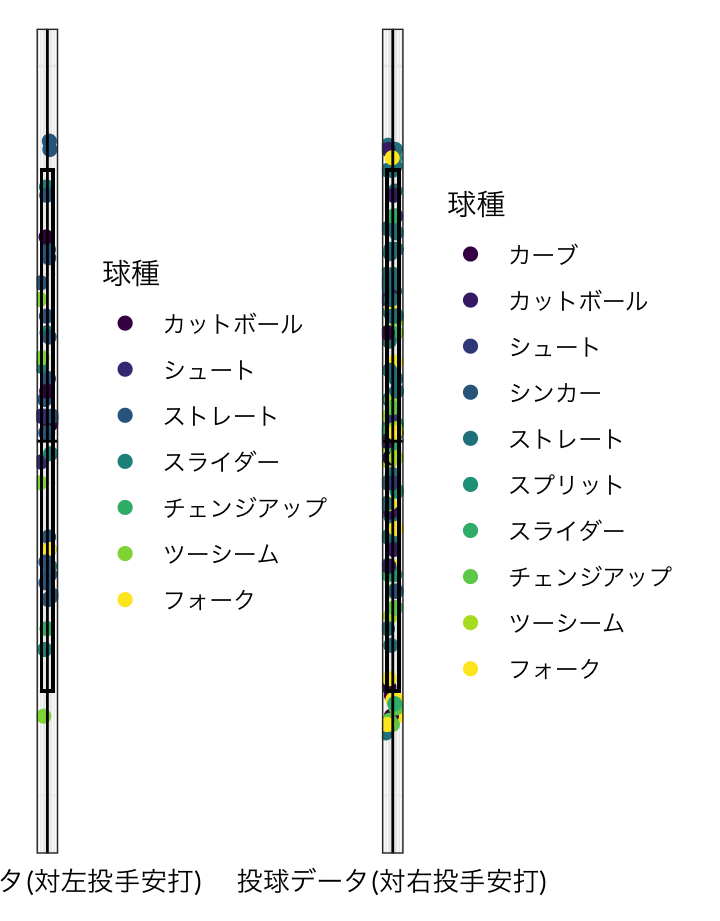 球種
カットボール
シュート
ストレート
スライダー
チェンジアップ
ツーシーム
フォーク
球種
カーブ
カットボール
シュート
シンカー
ストレート
スプリット
スライダー
チェンジアップ
ツーシーム
フォーク
タ(対左投手安打)
投球データ(対右投手安打)